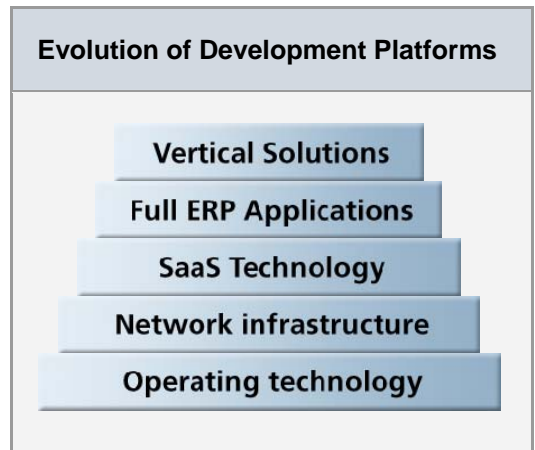 Evolution of Development Platforms
Vertical Solutions
Full ERP Applications
SaaS Technology
Network infrastructure
Operating technology